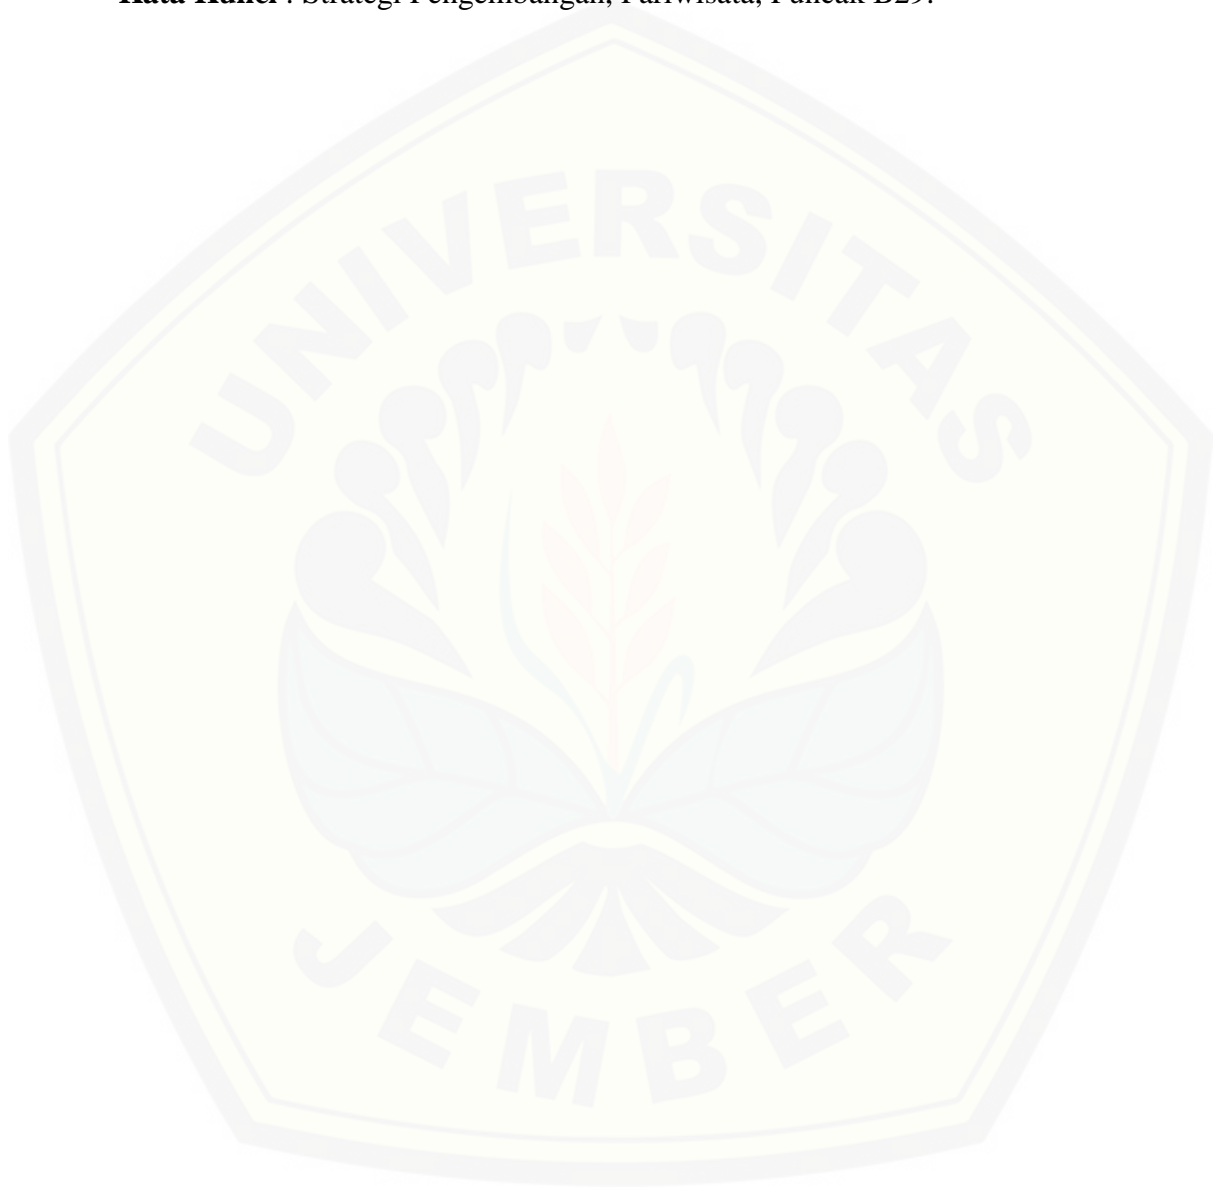 Kata Kunci : Strategi Pengembangan, Pariwisata, Puncak B29.
UNIVERSITAS
JEMBER